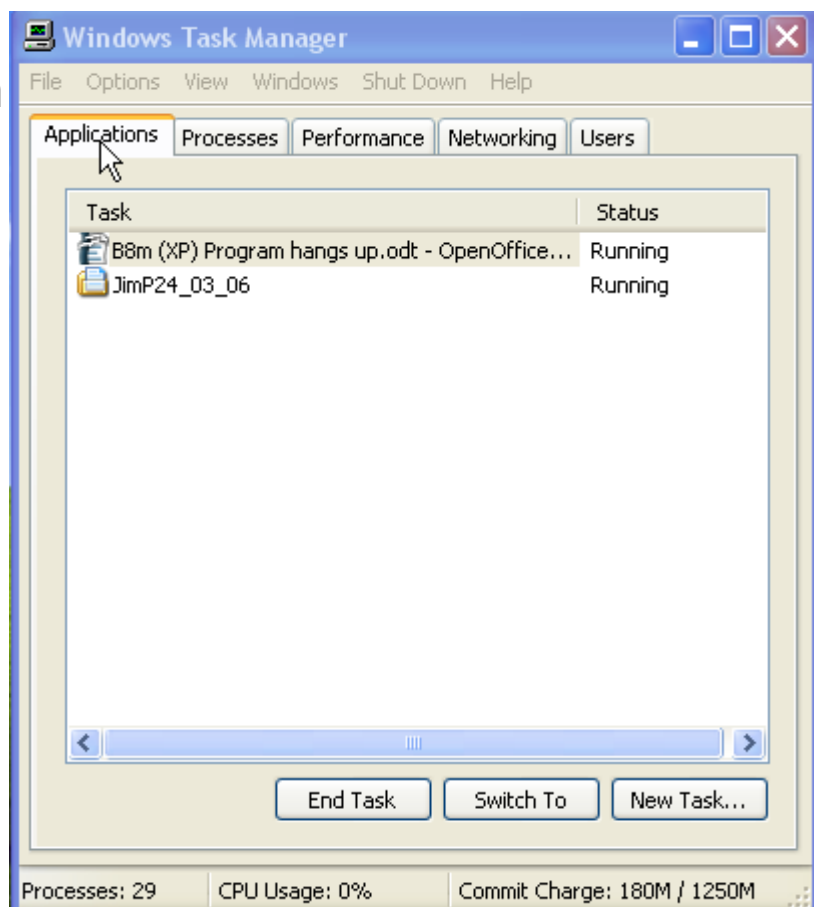 Windows Task Manager
File Options View Windows Shut Down Help
Applications Processes Performance Networking Users
Task Status
B8m (XP) Program hangs up.odt - OpenOffice... Running
JimP24_03_06 Running
End Task Switch To New Task...
Processes: 29 CPU Usage: 0% Commit Charge: 180M / 1250M